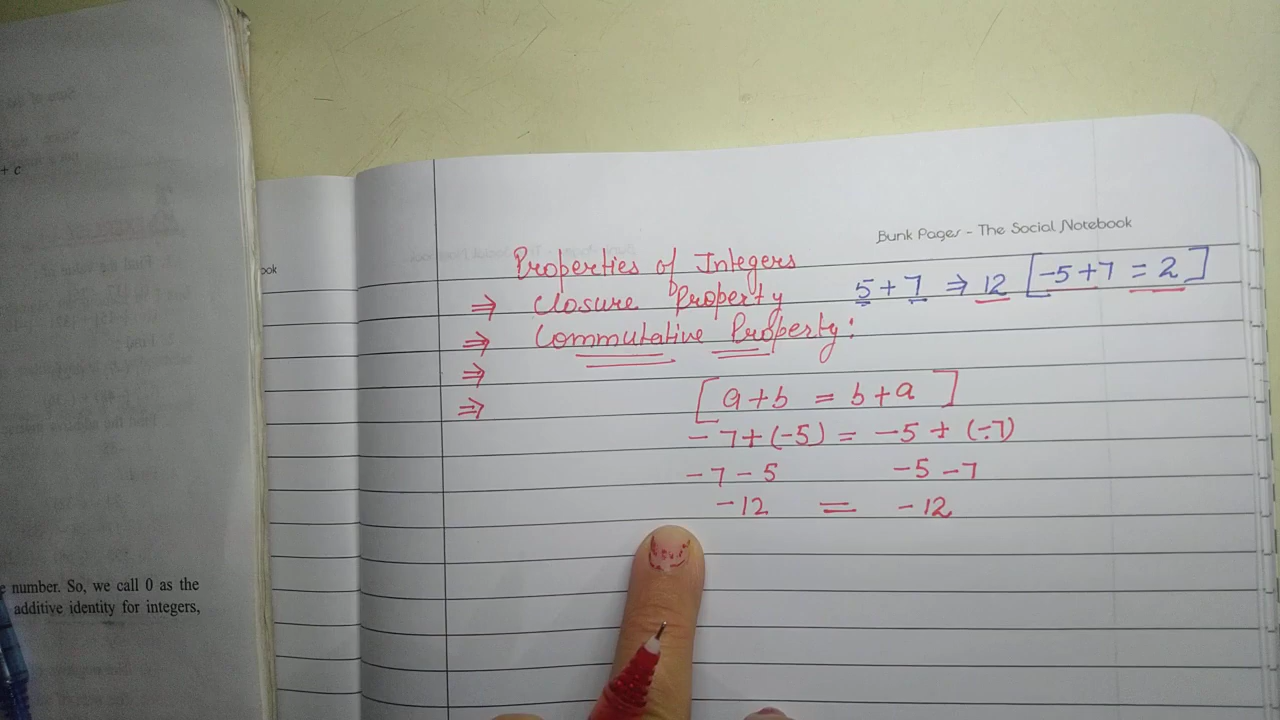 + c
ook
Bunk Pages - The Social Notebook
Properties of Integers
⇒ Closure Property 5 + 7 ⇒ 12 [-5 + 7 = 2]
⇒ Commutative Property:
⇒
⇒ [a + b = b + a]
- 7 + (-5) = -5 + (-7)
- 7 - 5 -5 -7
-12 = -12
number. So, we call 0 as the
additive identity for integers,